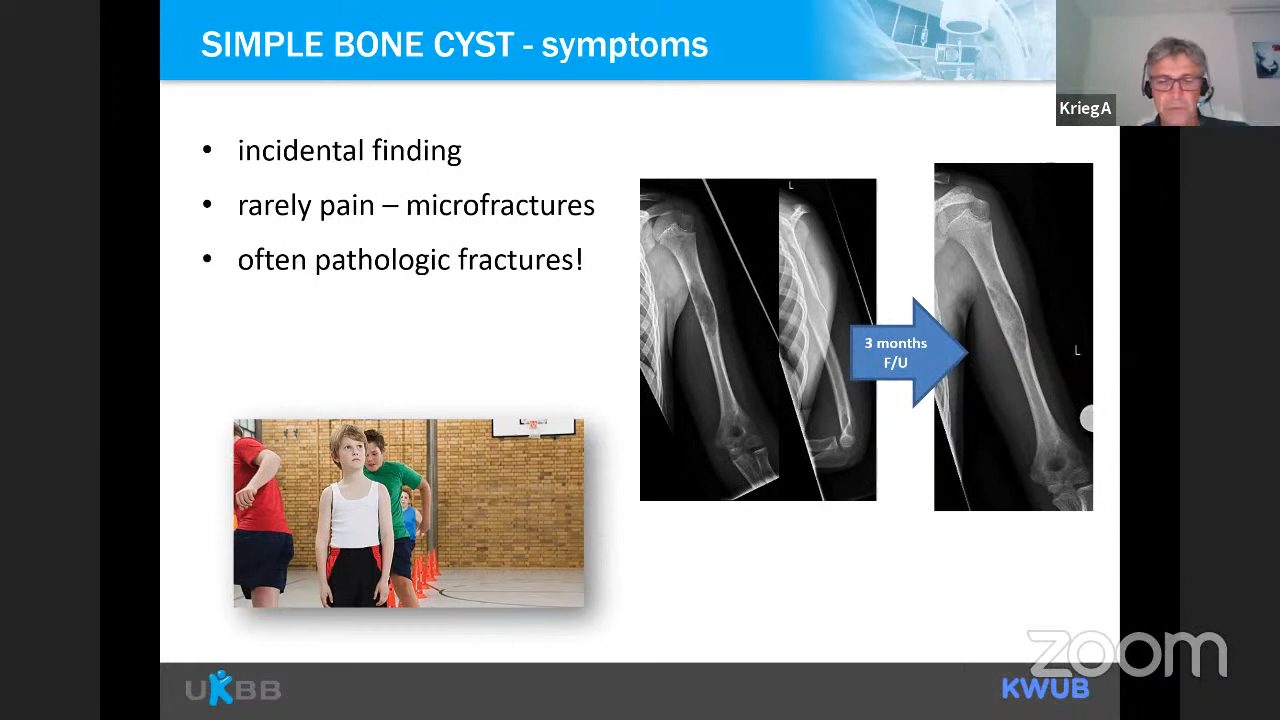 SIMPLE BONE CYST - symptoms
KriegA
• incidental finding
• rarely pain – microfractures
• often pathologic fractures!
L
3 months
F/U
L
zoom
UKBB
KWUB